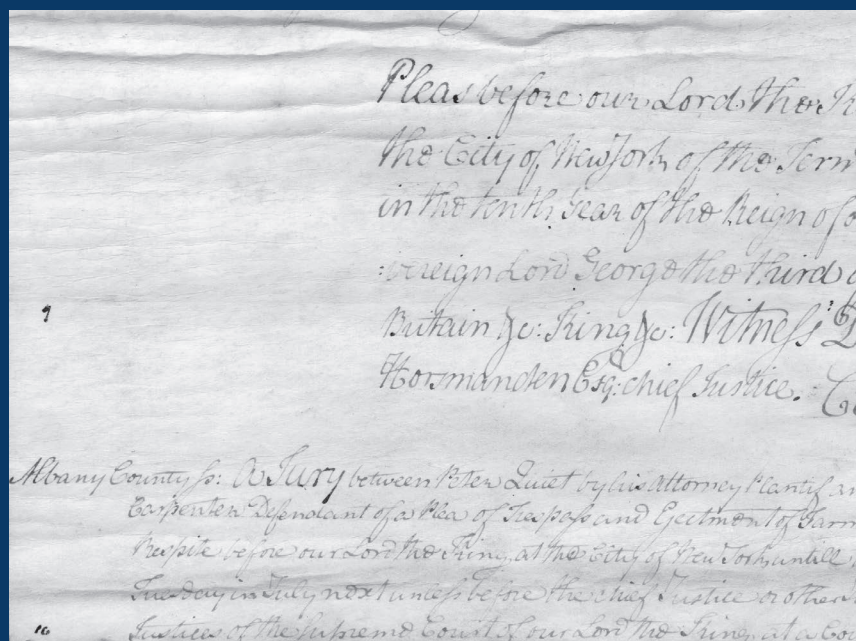 Pleas before our Lord the
the City of New York of the Term
in the tenth Year of the Reign of
Lord George the third
9
Britain &c: King &c: Witness D
Horsmanden Esq: chief Justice.
Albany County ss: A Jury between Peter Quiet by his attorney Plantif
Carpenter Defendant of a Plea of Trespass and Ejectment of Farm
Respite before our Lord the King at the City of New York untill
Tuesday in July next unless before the chief Justice or other
10
Justices of the Supreme Court of our Lord the King at a